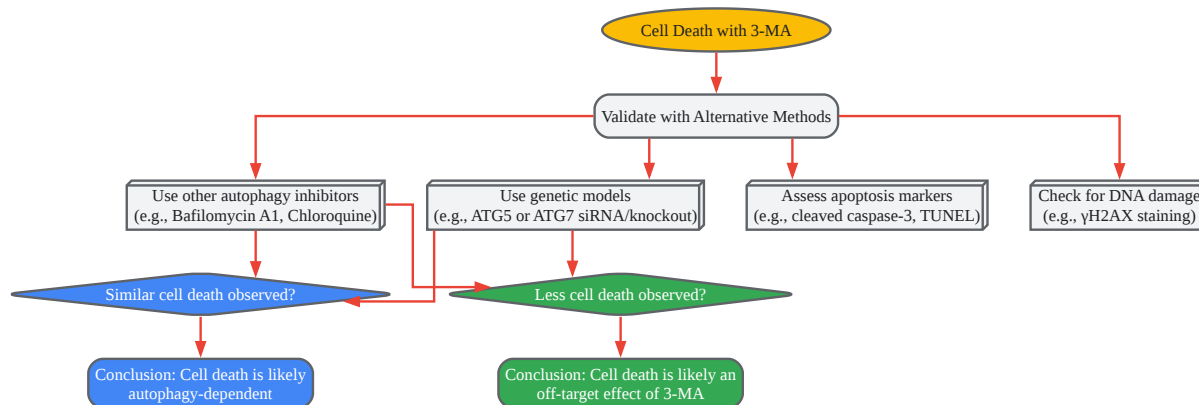 Cell Death with 3-MA
Validate with Alternative Methods
Use other autophagy inhibitors
(e.g., Bafilomycin A1, Chloroquine)
Use genetic models
(e.g., ATG5 or ATG7 siRNA/knockout)
Assess apoptosis markers
(e.g., cleaved caspase-3, TUNEL)
Check for DNA damage
(e.g., γH2AX staining)
Similar cell death observed?
Less cell death observed?
Conclusion: Cell death is likely
autophagy-dependent
Conclusion: Cell death is likely an
off-target effect of 3-MA